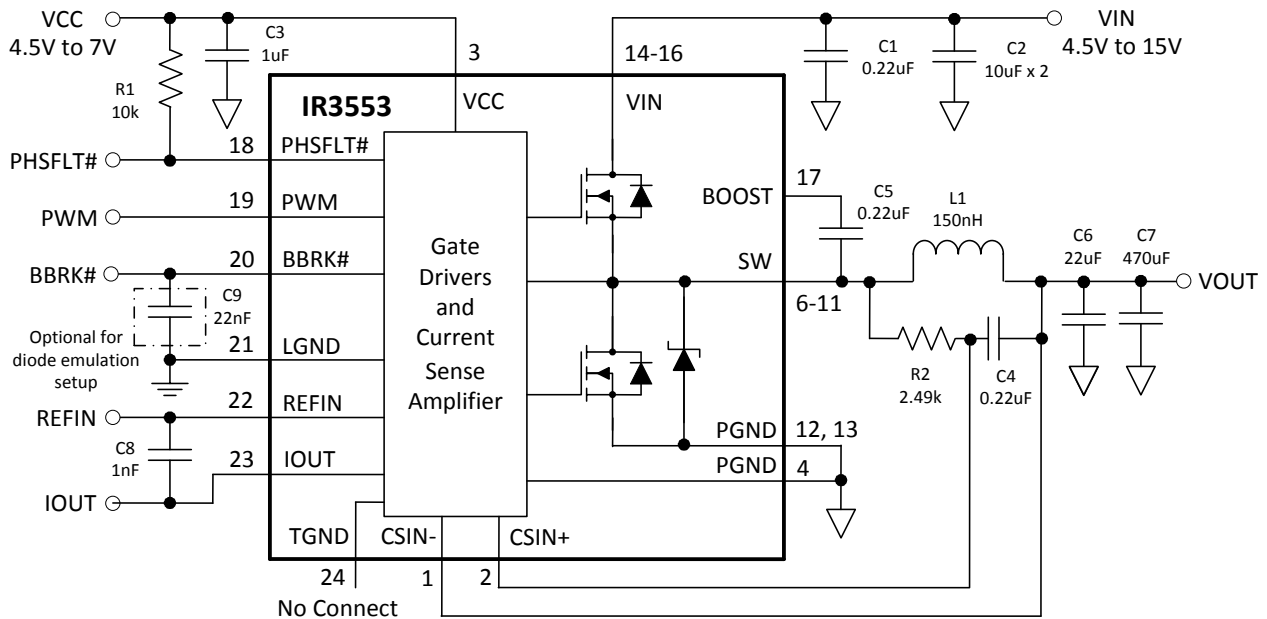 VCC
4.5V to 7V
C3
1uF
3
14-16
C1
0.22uF
C2
10uF x 2
VIN
4.5V to 15V
R1
10k
IR3553
VCC
VIN
18
PHSFLT#
PHSFLT#
17
BOOST
C5
0.22uF
L1
150nH
19
PWM
PWM
Gate
Drivers
and
Current
Sense
Amplifier
20
BBRK#
BBRK#
SW
6-11
C6
22uF
C7
470uF
VOUT
C9
22nF
Optional for
diode emulation
setup
21
LGND
R2
2.49k
C4
0.22uF
22
REFIN
REFIN
PGND
12, 13
C8
1nF
23
IOUT
PGND
4
IOUT
TGND
CSIN-
CSIN+
24
1
2
No Connect